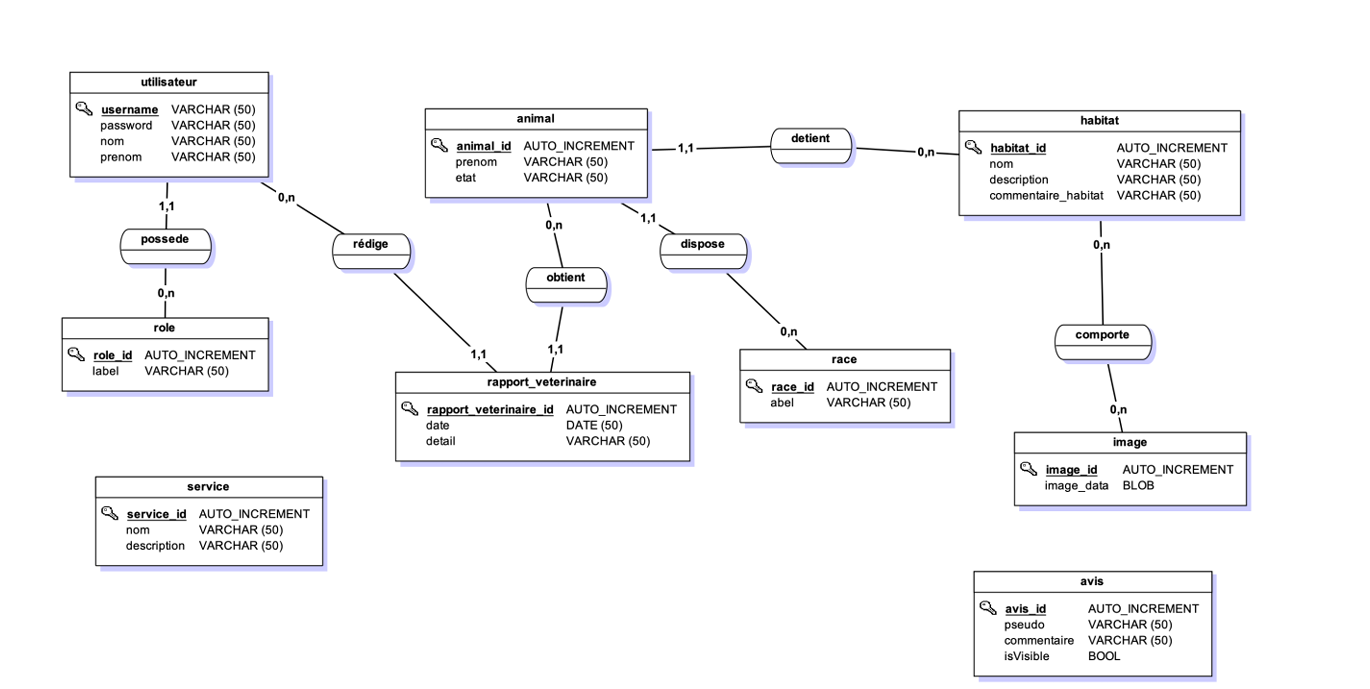 utilisateur
username VARCHAR (50)
password VARCHAR (50)
nom VARCHAR (50)
prenom VARCHAR (50)
animal
animal_id AUTO_INCREMENT
prenom VARCHAR (50)
etat VARCHAR (50)
detient
habitat
habitat_id AUTO_INCREMENT
nom VARCHAR (50)
description VARCHAR (50)
commentaire_habitat VARCHAR (50)
1,1
0,n
1,1
0,n
0,n
1,1
0,n
possede
rédige
obtient
dispose
comporte
0,n
1,1
1,1
0,n
0,n
role
role_id AUTO_INCREMENT
label VARCHAR (50)
rapport_veterinaire
rapport_veterinaire_id AUTO_INCREMENT
date DATE (50)
detail VARCHAR (50)
race
race_id AUTO_INCREMENT
abel VARCHAR (50)
image
image_id AUTO_INCREMENT
image_data BLOB
service
service_id AUTO_INCREMENT
nom VARCHAR (50)
description VARCHAR (50)
avis
avis_id AUTO_INCREMENT
pseudo VARCHAR (50)
commentaire VARCHAR (50)
isVisible BOOL